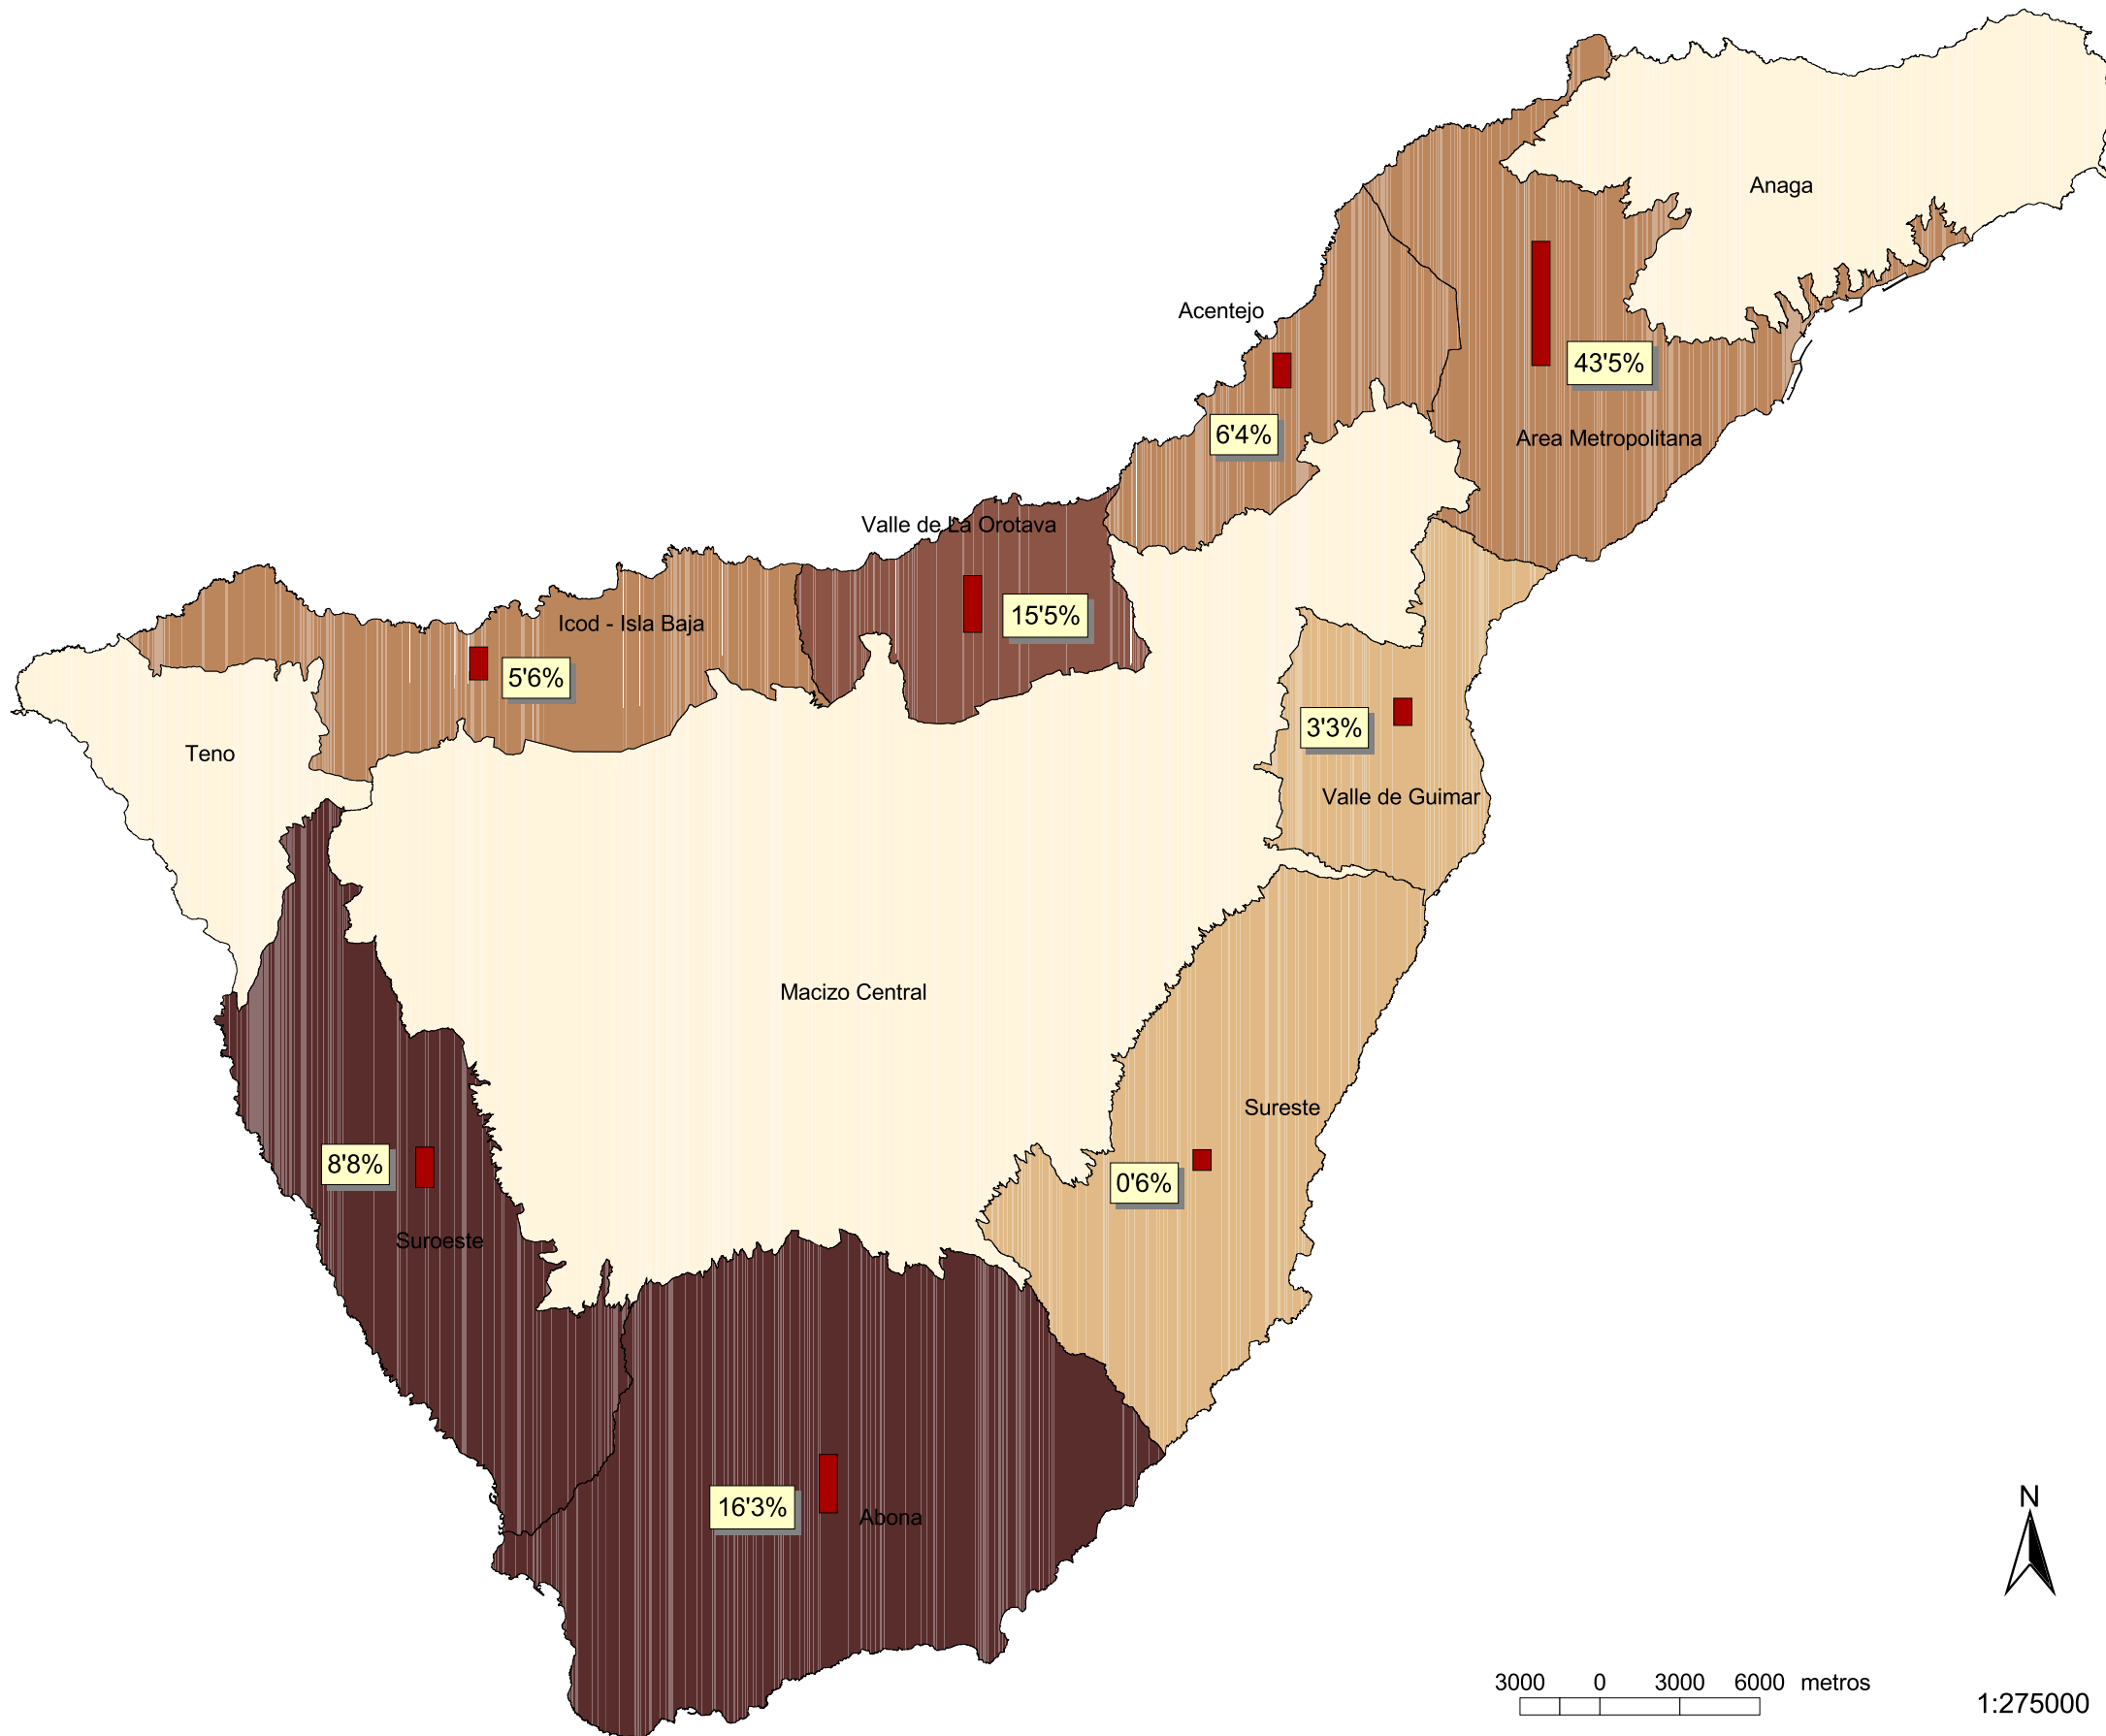 Anaga
Acentejo
43'5%
6'4%
Area Metropolitana
Valle de La Orotava
15'5%
Icod - Isla Baja
5'6%
3'3%
Teno
Valle de Guimar
Macizo Central
Sureste
8'8%
0'6%
Suroeste
16'3%
Abona
N
3000 0 3000 6000 metros
1:275000